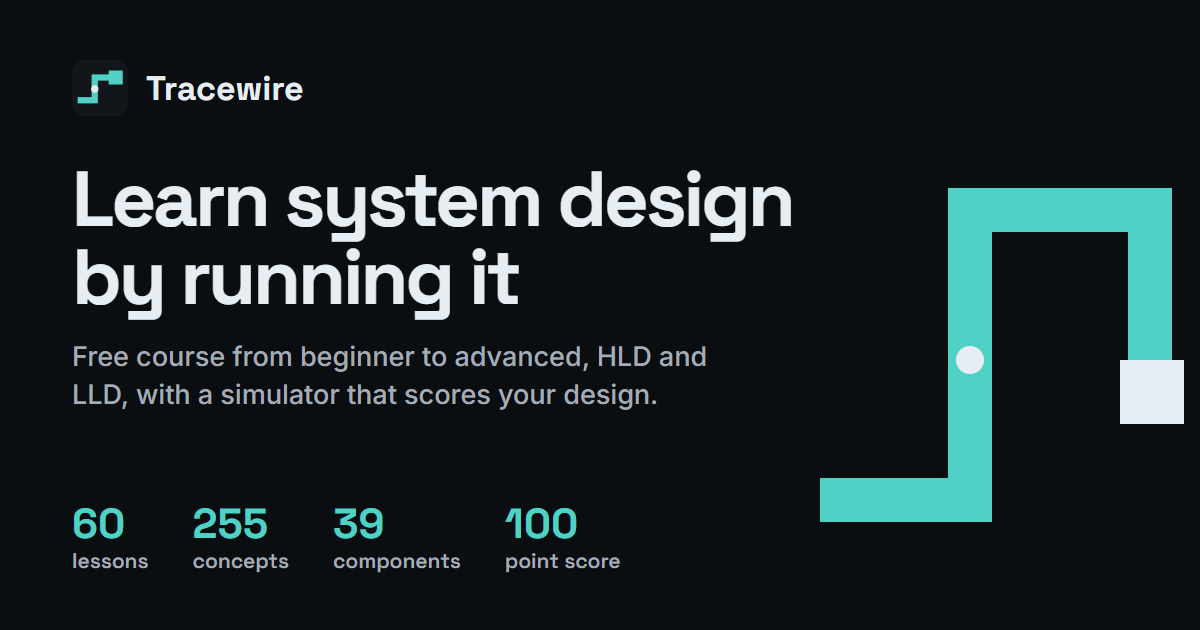 Tracewire
Learn system design
by running it
Free course from beginner to advanced, HLD and
LLD, with a simulator that scores your design.
60 255 39 100
lessons concepts components point score